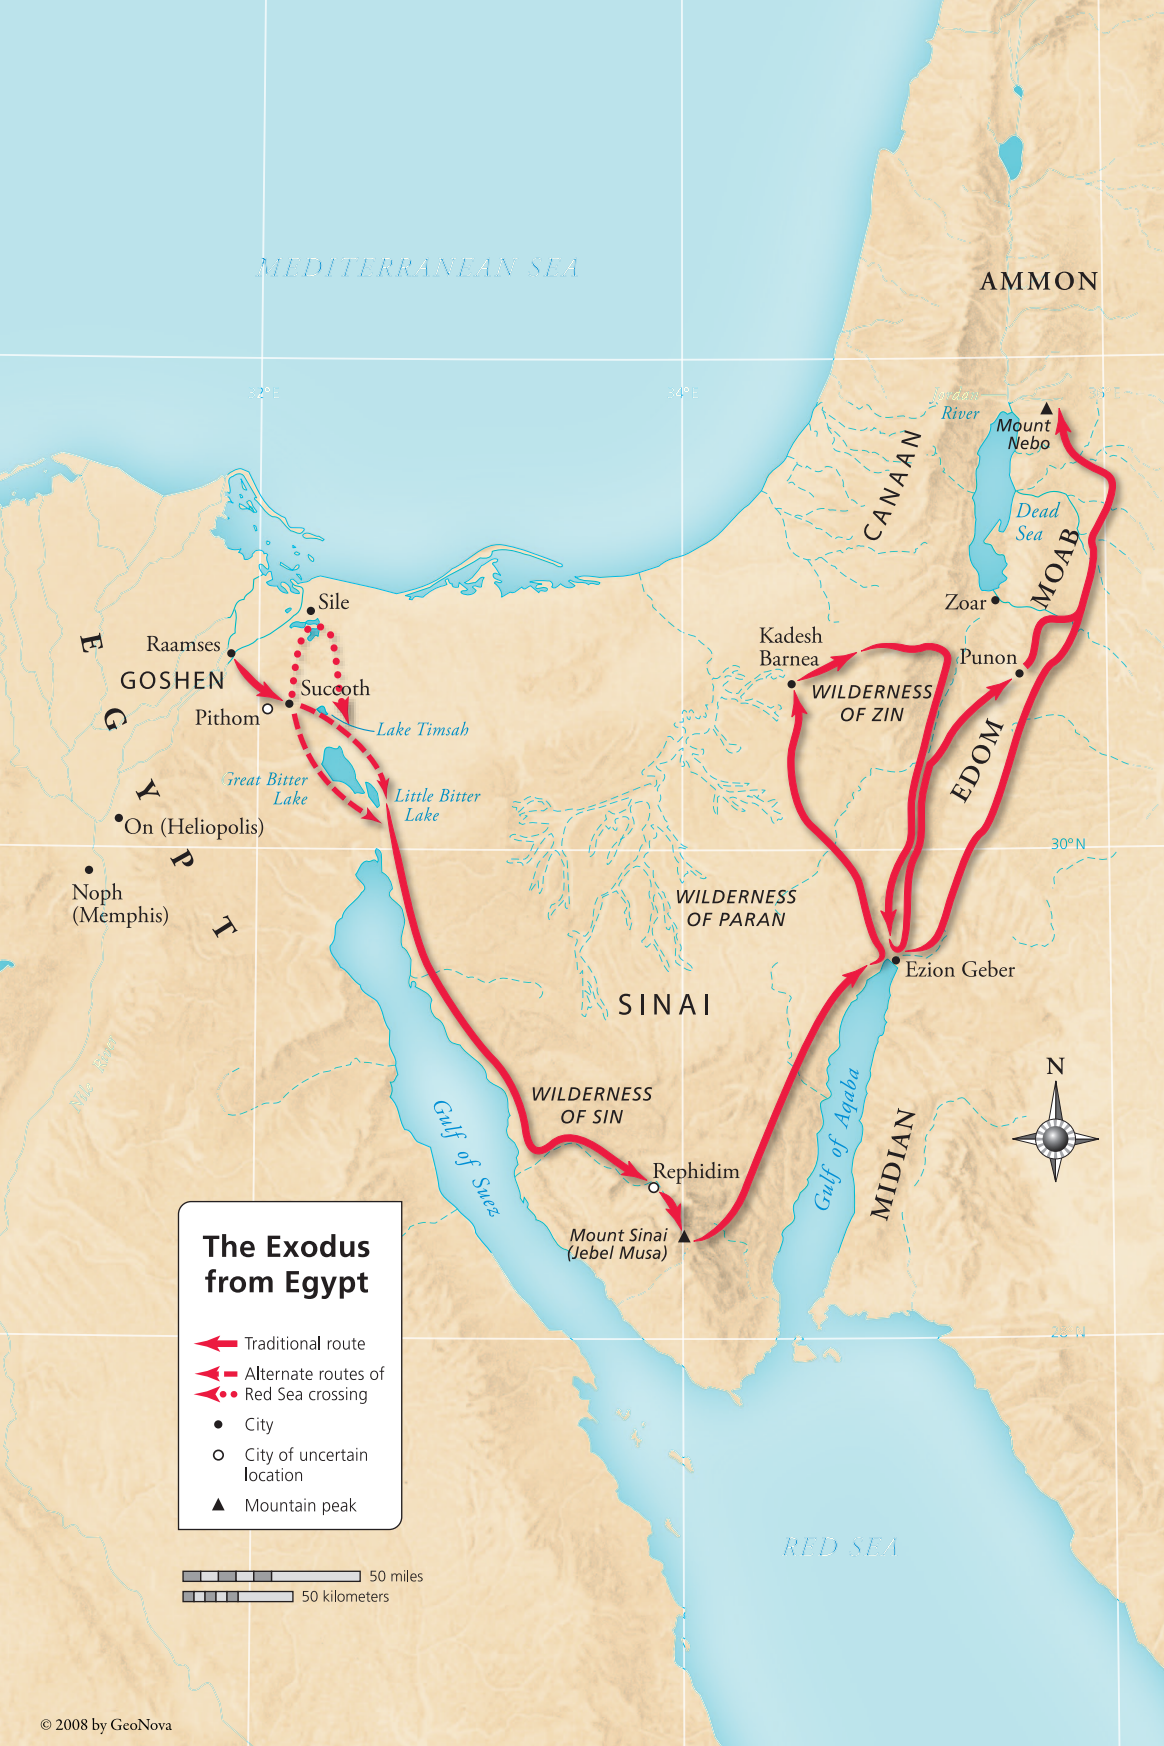 MEDITERRANEAN SEA
AMMON
32°E
34°E
Jordan
River
Mount
Nebo
CANAAN
Dead
Sea
MOAB
Zoar
Sile
Raamses
GOSHEN
Succoth
Pithom
Lake Timsah
Great Bitter
Lake
Little Bitter
Lake
EGYPT
On (Heliopolis)
Noph
(Memphis)
Kadesh
Barnea
WILDERNESS
OF ZIN
Punon
EDOM
30°N
WILDERNESS
OF PARAN
Ezion Geber
SINAI
WILDERNESS
OF SIN
N
Gulf of Suez
Gulf of Aqaba
MIDIAN
Rephidim
Mount Sinai
(Jebel Musa)
28°N
RED SEA
The Exodus
from Egypt
Traditional route
Alternate routes of
Red Sea crossing
City
City of uncertain
location
Mountain peak
50 miles
50 kilometers
© 2008 by GeoNova